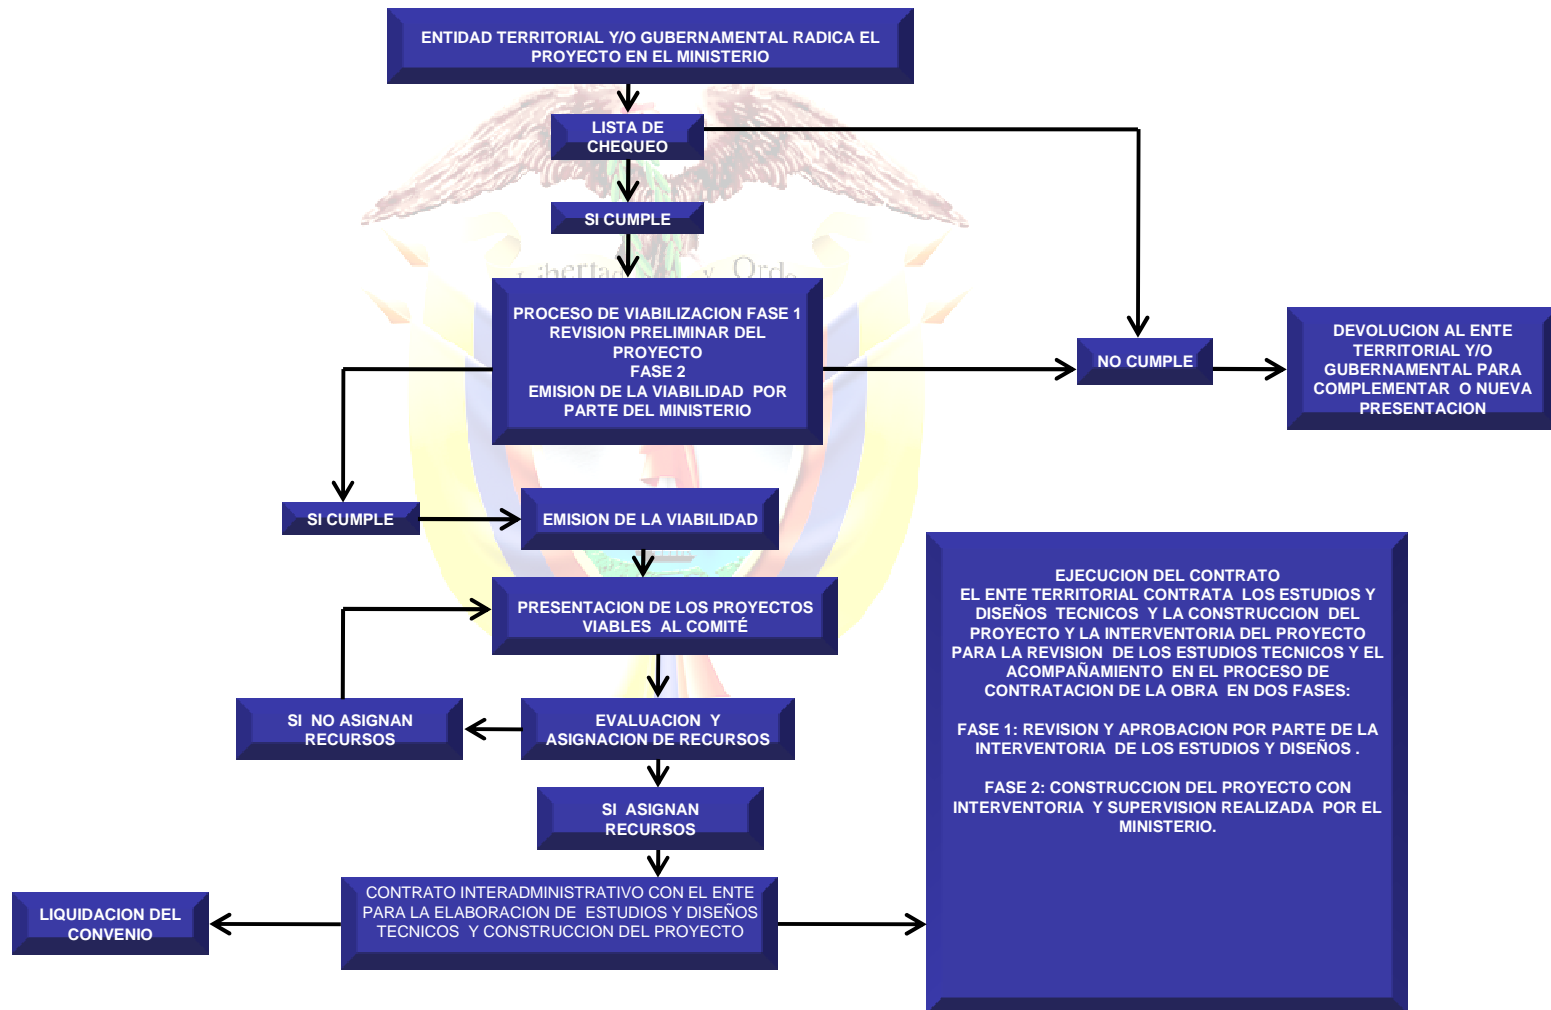 ENTIDAD TERRITORIAL Y/O GUBERNAMENTAL RADICA EL
PROYECTO EN EL MINISTERIO
LISTA DE
CHEQUEO
SI CUMPLE
Libertad y Orde
PROCESO DE VIABILIZACION FASE 1
REVISION PRELIMINAR DEL
PROYECTO
FASE 2
EMISION DE LA VIABILIDAD POR
PARTE DEL MINISTERIO
NO CUMPLE
DEVOLUCION AL ENTE
TERRITORIAL Y/O
GUBERNAMENTAL PARA
COMPLEMENTAR O NUEVA
PRESENTACION
SI CUMPLE
EMISION DE LA VIABILIDAD
PRESENTACION DE LOS PROYECTOS
VIABLES AL COMITÉ
SI NO ASIGNAN
RECURSOS
EVALUACION Y
ASIGNACION DE RECURSOS
SI ASIGNAN
RECURSOS
CONTRATO INTERADMINISTRATIVO CON EL ENTE
PARA LA ELABORACION DE ESTUDIOS Y DISEÑOS
TECNICOS Y CONSTRUCCION DEL PROYECTO
LIQUIDACION DEL
CONVENIO
EJECUCION DEL CONTRATO
EL ENTE TERRITORIAL CONTRATA LOS ESTUDIOS Y
DISEÑOS TECNICOS Y LA CONSTRUCCION DEL
PROYECTO Y LA INTERVENTORIA DEL PROYECTO
PARA LA REVISION DE LOS ESTUDIOS TECNICOS Y EL
ACOMPAÑAMIENTO EN EL PROCESO DE
CONTRATACION DE LA OBRA EN DOS FASES:
FASE 1: REVISION Y APROBACION POR PARTE DE LA
INTERVENTORIA DE LOS ESTUDIOS Y DISEÑOS .
FASE 2: CONSTRUCCION DEL PROYECTO CON
INTERVENTORIA Y SUPERVISION REALIZADA POR EL
MINISTERIO.